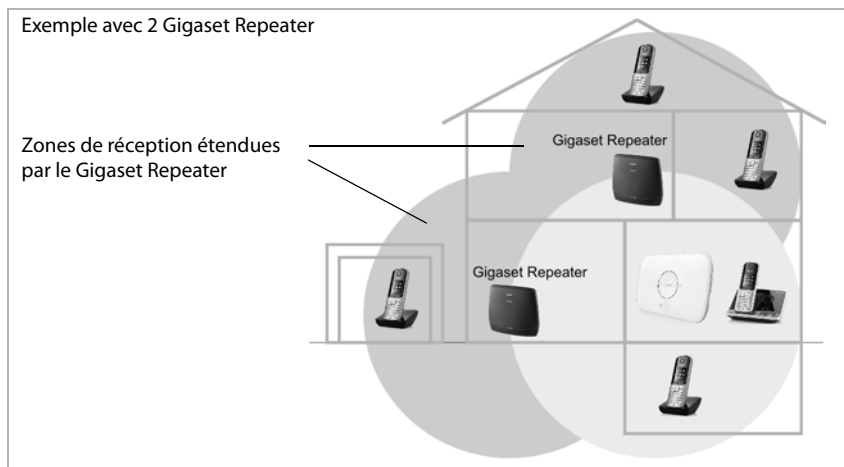 Exemple avec 2 Gigaset Repeater
Zones de réception étendues
par le Gigaset Repeater
Gigaset Repeater
Gigaset Repeater